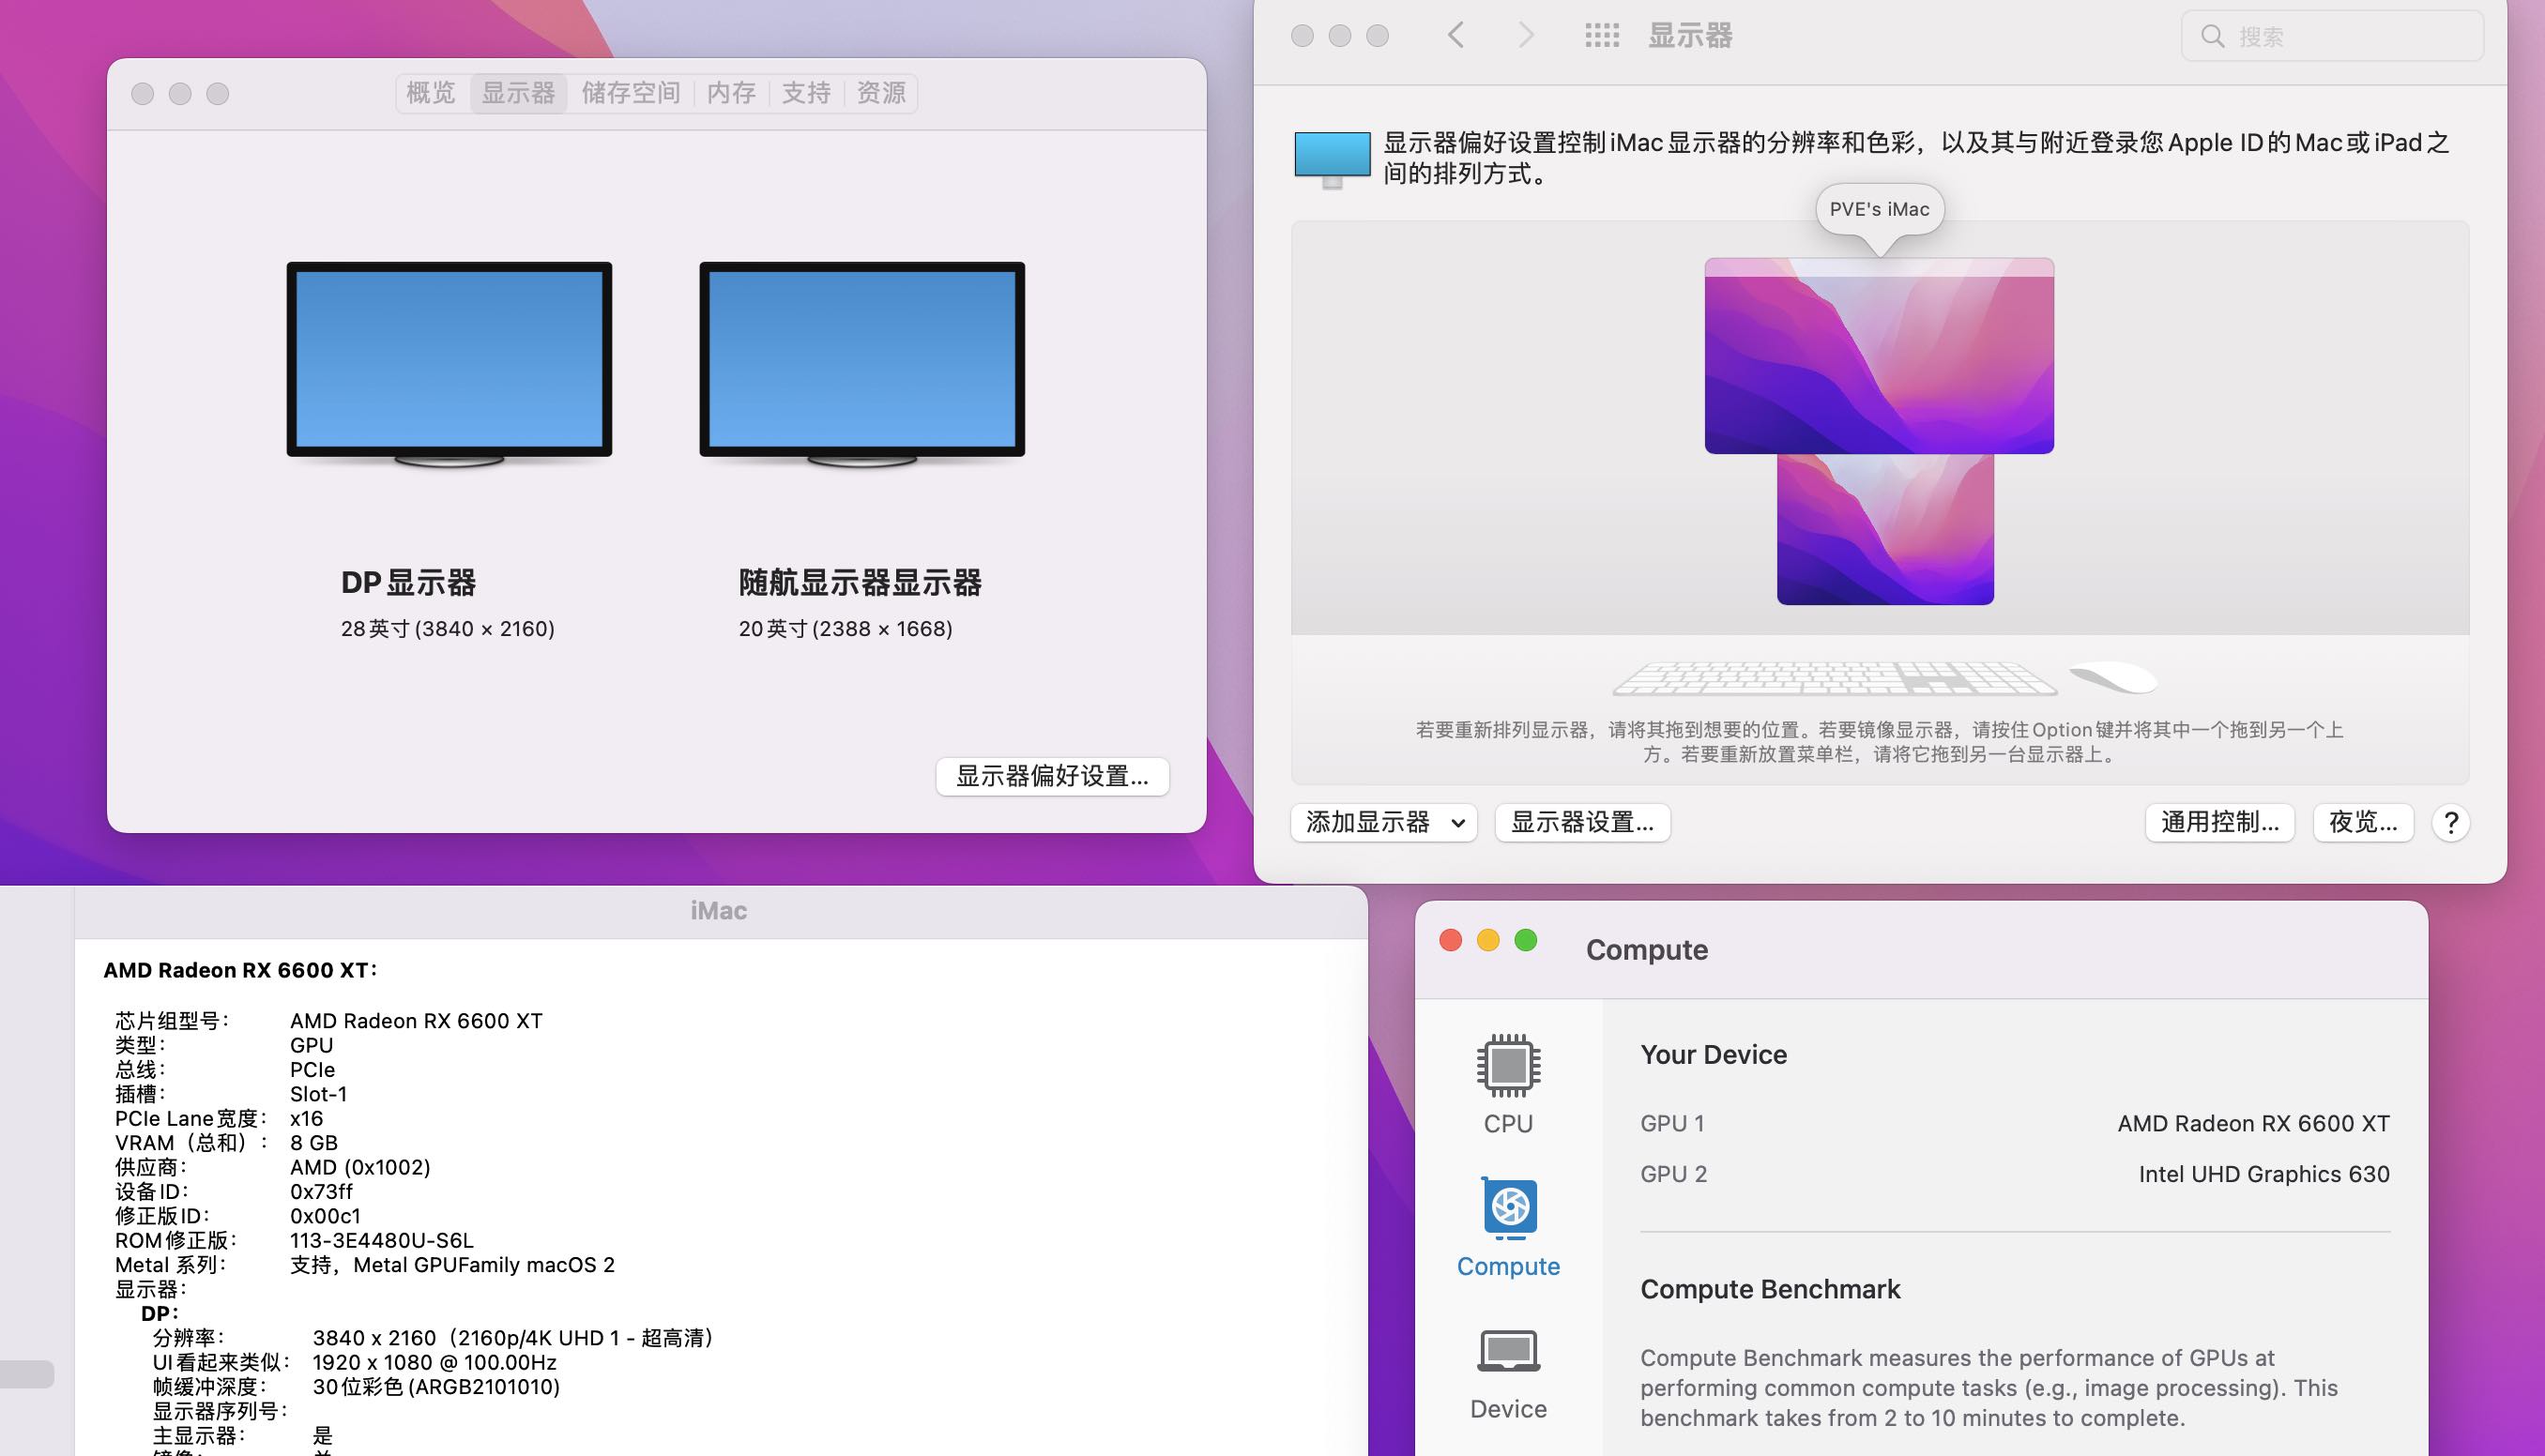 概览 显示器 储存空间 内存 支持 资源
DP显示器
28英寸 (3840 × 2160)
随航显示器显示器
20英寸 (2388 × 1668)
显示器偏好设置...
显示器
搜索
显示器偏好设置控制iMac显示器的分辨率和色彩，以及其与附近登录您Apple ID的Mac或iPad之
间的排列方式。
PVE's iMac
若要重新排列显示器，请将其拖到想要的位置。若要镜像显示器，请按住Option键并将其中一个拖到另一个上
方。若要重新放置菜单栏，请将它拖到另一台显示器上。
添加显示器 显示器设置... 通用控制... 夜览... ?
iMac
AMD Radeon RX 6600 XT：
芯片组型号： AMD Radeon RX 6600 XT
类型： GPU
总线： PCIe
插槽： Slot-1
PCIe Lane宽度： x16
VRAM（总和）： 8 GB
供应商： AMD (0x1002)
设备ID： 0x73ff
修正版ID： 0x00c1
ROM修正版： 113-3E4480U-S6L
Metal 系列： 支持，Metal GPUFamily macOS 2
显示器：
DP：
分辨率： 3840 x 2160（2160p/4K UHD 1 - 超高清）
UI看起来类似： 1920 x 1080 @ 100.00Hz
帧缓冲深度： 30位彩色 (ARGB2101010)
显示器序列号：
主显示器： 是
Compute
CPU
Compute
Device
Your Device
GPU 1 AMD Radeon RX 6600 XT
GPU 2 Intel UHD Graphics 630
Compute Benchmark
Compute Benchmark measures the performance of GPUs at
performing common compute tasks (e.g., image processing). This
benchmark takes from 2 to 10 minutes to complete.